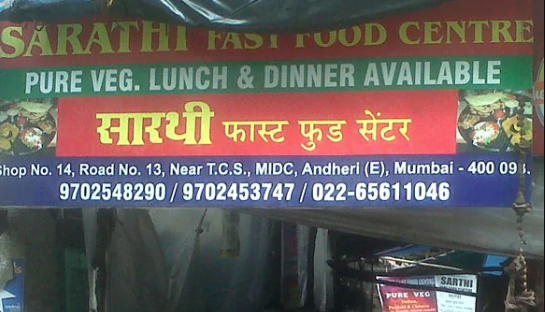 SARATHI FAST FOOD CENTRE
PURE VEG. LUNCH & DINNER AVAILABLE
सारथी फास्ट फुड सेंटर
Shop No. 14, Road No. 13, Near T.C.S., MIDC, Andheri (E), Mumbai - 400 093.
9702548290 / 9702453747 / 022-65611046
SARTHI
PURE VEG